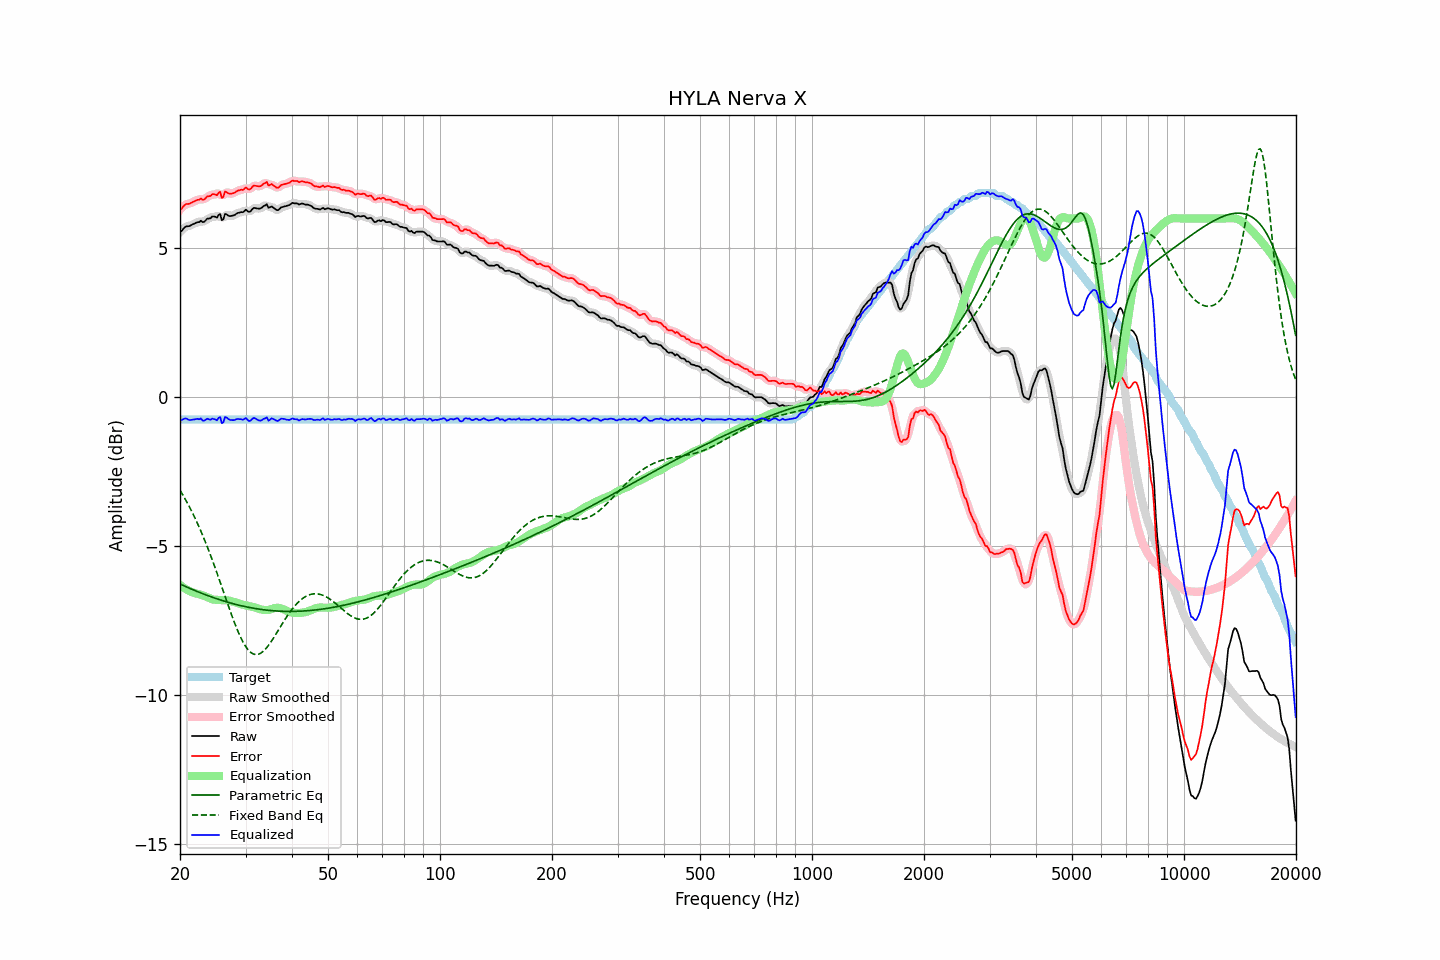 HYLA Nerva X
Amplitude (dBr)
5
0
−5
−10
−15
Target
Raw Smoothed
Error Smoothed
Raw
Error
Equalization
Parametric Eq
Fixed Band Eq
Equalized
20 50 100 200 500 1000 2000 5000 10000 20000
Frequency (Hz)